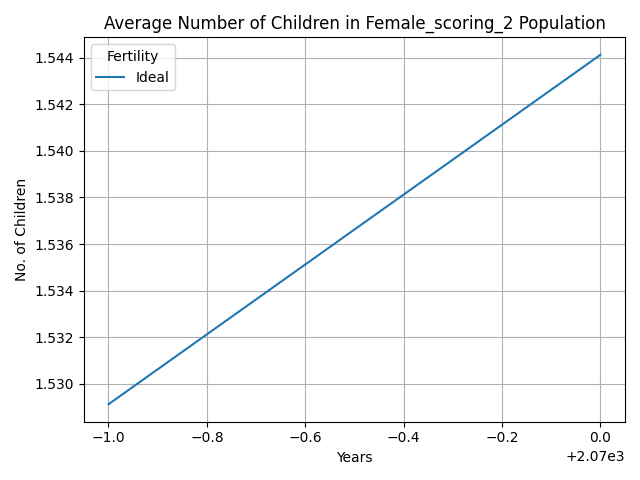 Average Number of Children in Female_scoring_2 Population
Fertility
Ideal
1.544
1.542
1.540
1.538
1.536
1.534
1.532
1.530
No. of Children
−1.0 −0.8 −0.6 −0.4 −0.2 0.0
+2.07e3
Years